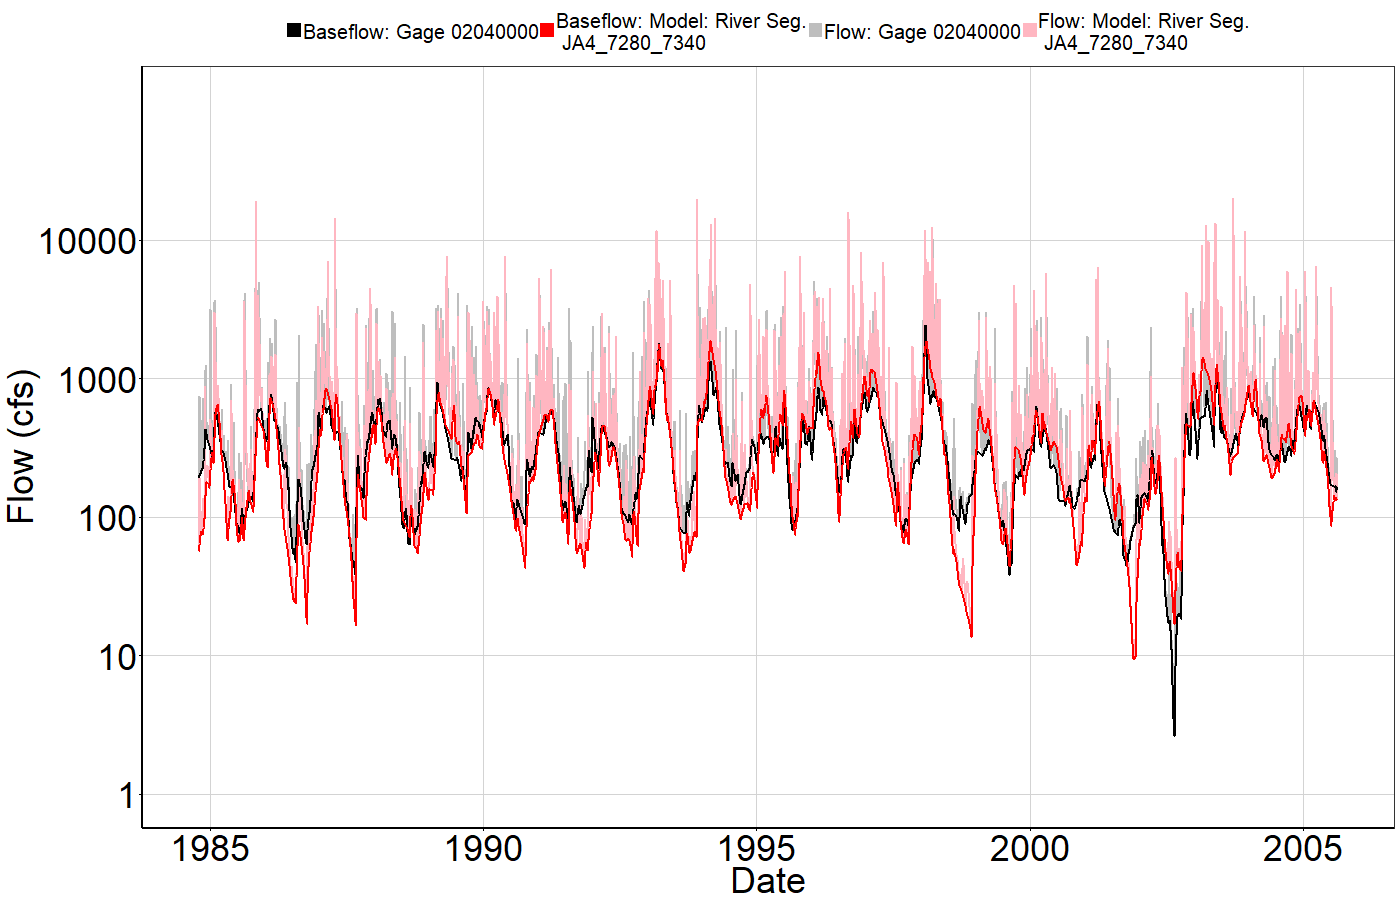 Baseflow: Gage 02040000
Baseflow: Model: River Seg.
JA4_7280_7340
Flow: Gage 02040000
Flow: Model: River Seg.
JA4_7280_7340
Flow (cfs)
10000
1000
100
10
1
1985
1990
1995
2000
2005
Date